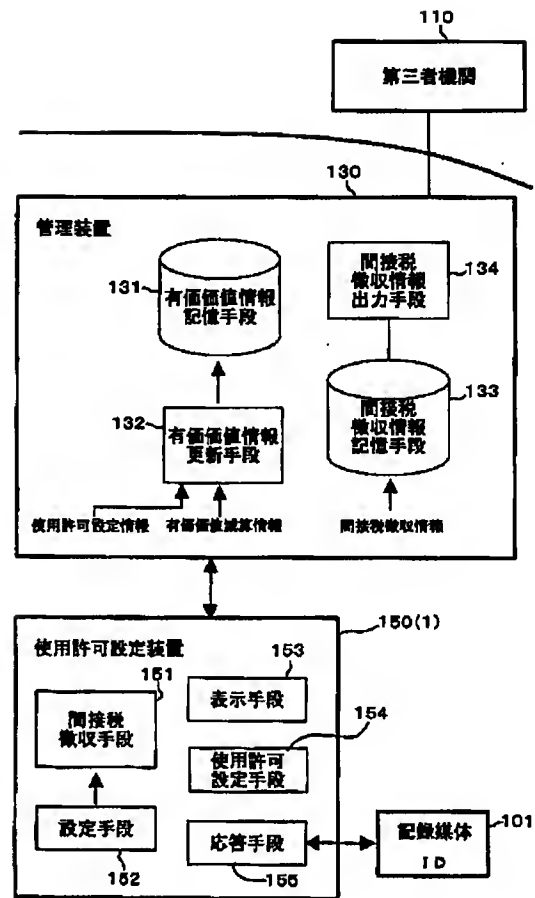 110
第三者機関
130
管理装置
131
有価価値情報
記憶手段
間接税
徴収情報
出力手段
134
132
有価価値情報
更新手段
間接税
徴収情報
記憶手段
133
使用許可設定情報
有価価値減算情報
間接税徴収情報
150(1)
使用許可設定装置
151
間接税
徴収手段
153
表示手段
154
使用許可
設定手段
設定手段
152
応答手段
155
記録媒体
ID
101